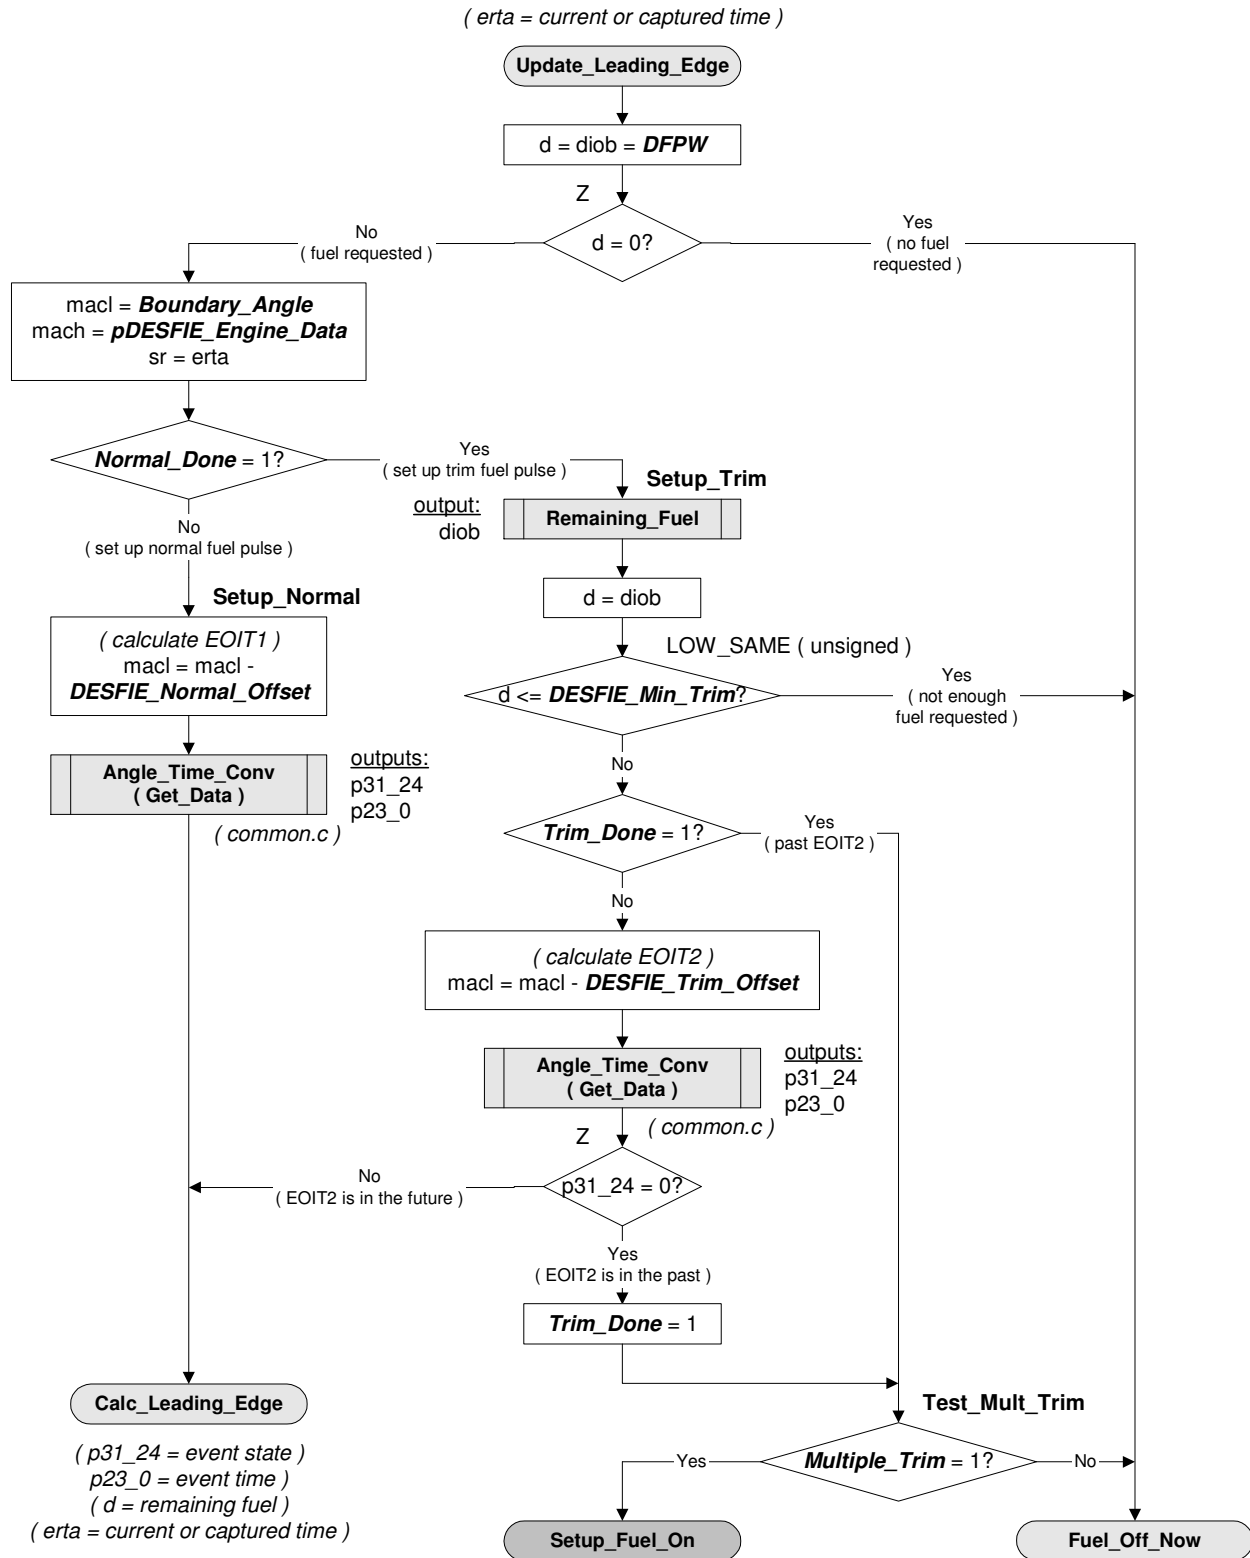 ( erta = current or captured time )
Update_Leading_Edge
d = diob = DFPW
Z
d = 0?
No
( fuel requested )
Yes
( no fuel
requested )
macl = Boundary_Angle
mach = pDESFIE_Engine_Data
sr = erta
Normal_Done = 1?
Yes
( set up trim fuel pulse )
Setup_Trim
output:
diob
Remaining_Fuel
No
( set up normal fuel pulse )
d = diob
Setup_Normal
( calculate EOIT1 )
macl = macl -
DESFIE_Normal_Offset
LOW_SAME ( unsigned )
d <= DESFIE_Min_Trim?
Yes
( not enough
fuel requested )
Angle_Time_Conv
( Get_Data )
outputs:
p31_24
p23_0
( common.c )
No
Trim_Done = 1?
Yes
( past EOIT2 )
No
( calculate EOIT2 )
macl = macl - DESFIE_Trim_Offset
Angle_Time_Conv
( Get_Data )
outputs:
p31_24
p23_0
( common.c )
Z
p31_24 = 0?
No
( EOIT2 is in the future )
Yes
( EOIT2 is in the past )
Trim_Done = 1
Calc_Leading_Edge
Test_Mult_Trim
( p31_24 = event state )
p23_0 = event time )
( d = remaining fuel )
( erta = current or captured time )
Multiple_Trim = 1?
Yes
No
Setup_Fuel_On
Fuel_Off_Now